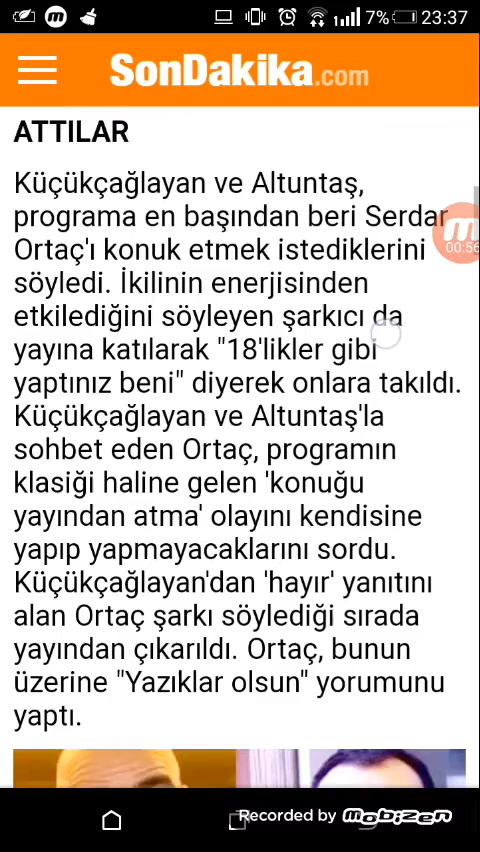 7% 23:37
SonDakika.com
ATTILAR
Küçükçağlayan ve Altuntaş,
programa en başından beri Serdar
Ortaç'ı konuk etmek istediklerini
söyledi. İkilinin enerjisinden
etkilediğini söyleyen şarkıcı da
yayına katılarak "18'likler gibi
yaptınız beni" diyerek onlara takıldı.
Küçükçağlayan ve Altuntaş'la
sohbet eden Ortaç, programın
klasiği haline gelen 'konuğu
yayından atma' olayını kendisine
yapıp yapmayacaklarını sordu.
Küçükçağlayan'dan 'hayır' yanıtını
alan Ortaç şarkı söylediği sırada
yayından çıkarıldı. Ortaç, bunun
üzerine "Yazıklar olsun" yorumunu
yaptı.
00:56
Recorded by Mobizen